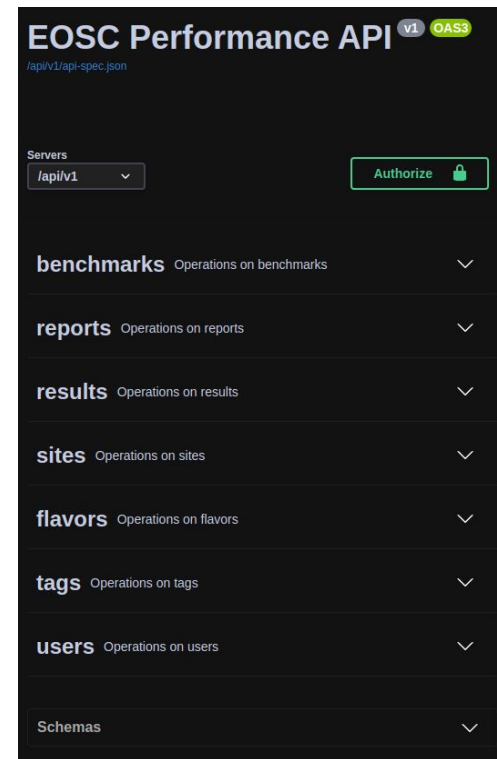 EOSC Performance API v1 OAS3
/api/v1/api-spec.json
Servers
/api/v1
Authorize
benchmarks Operations on benchmarks
reports Operations on reports
results Operations on results
sites Operations on sites
flavors Operations on flavors
tags Operations on tags
users Operations on users
Schemas